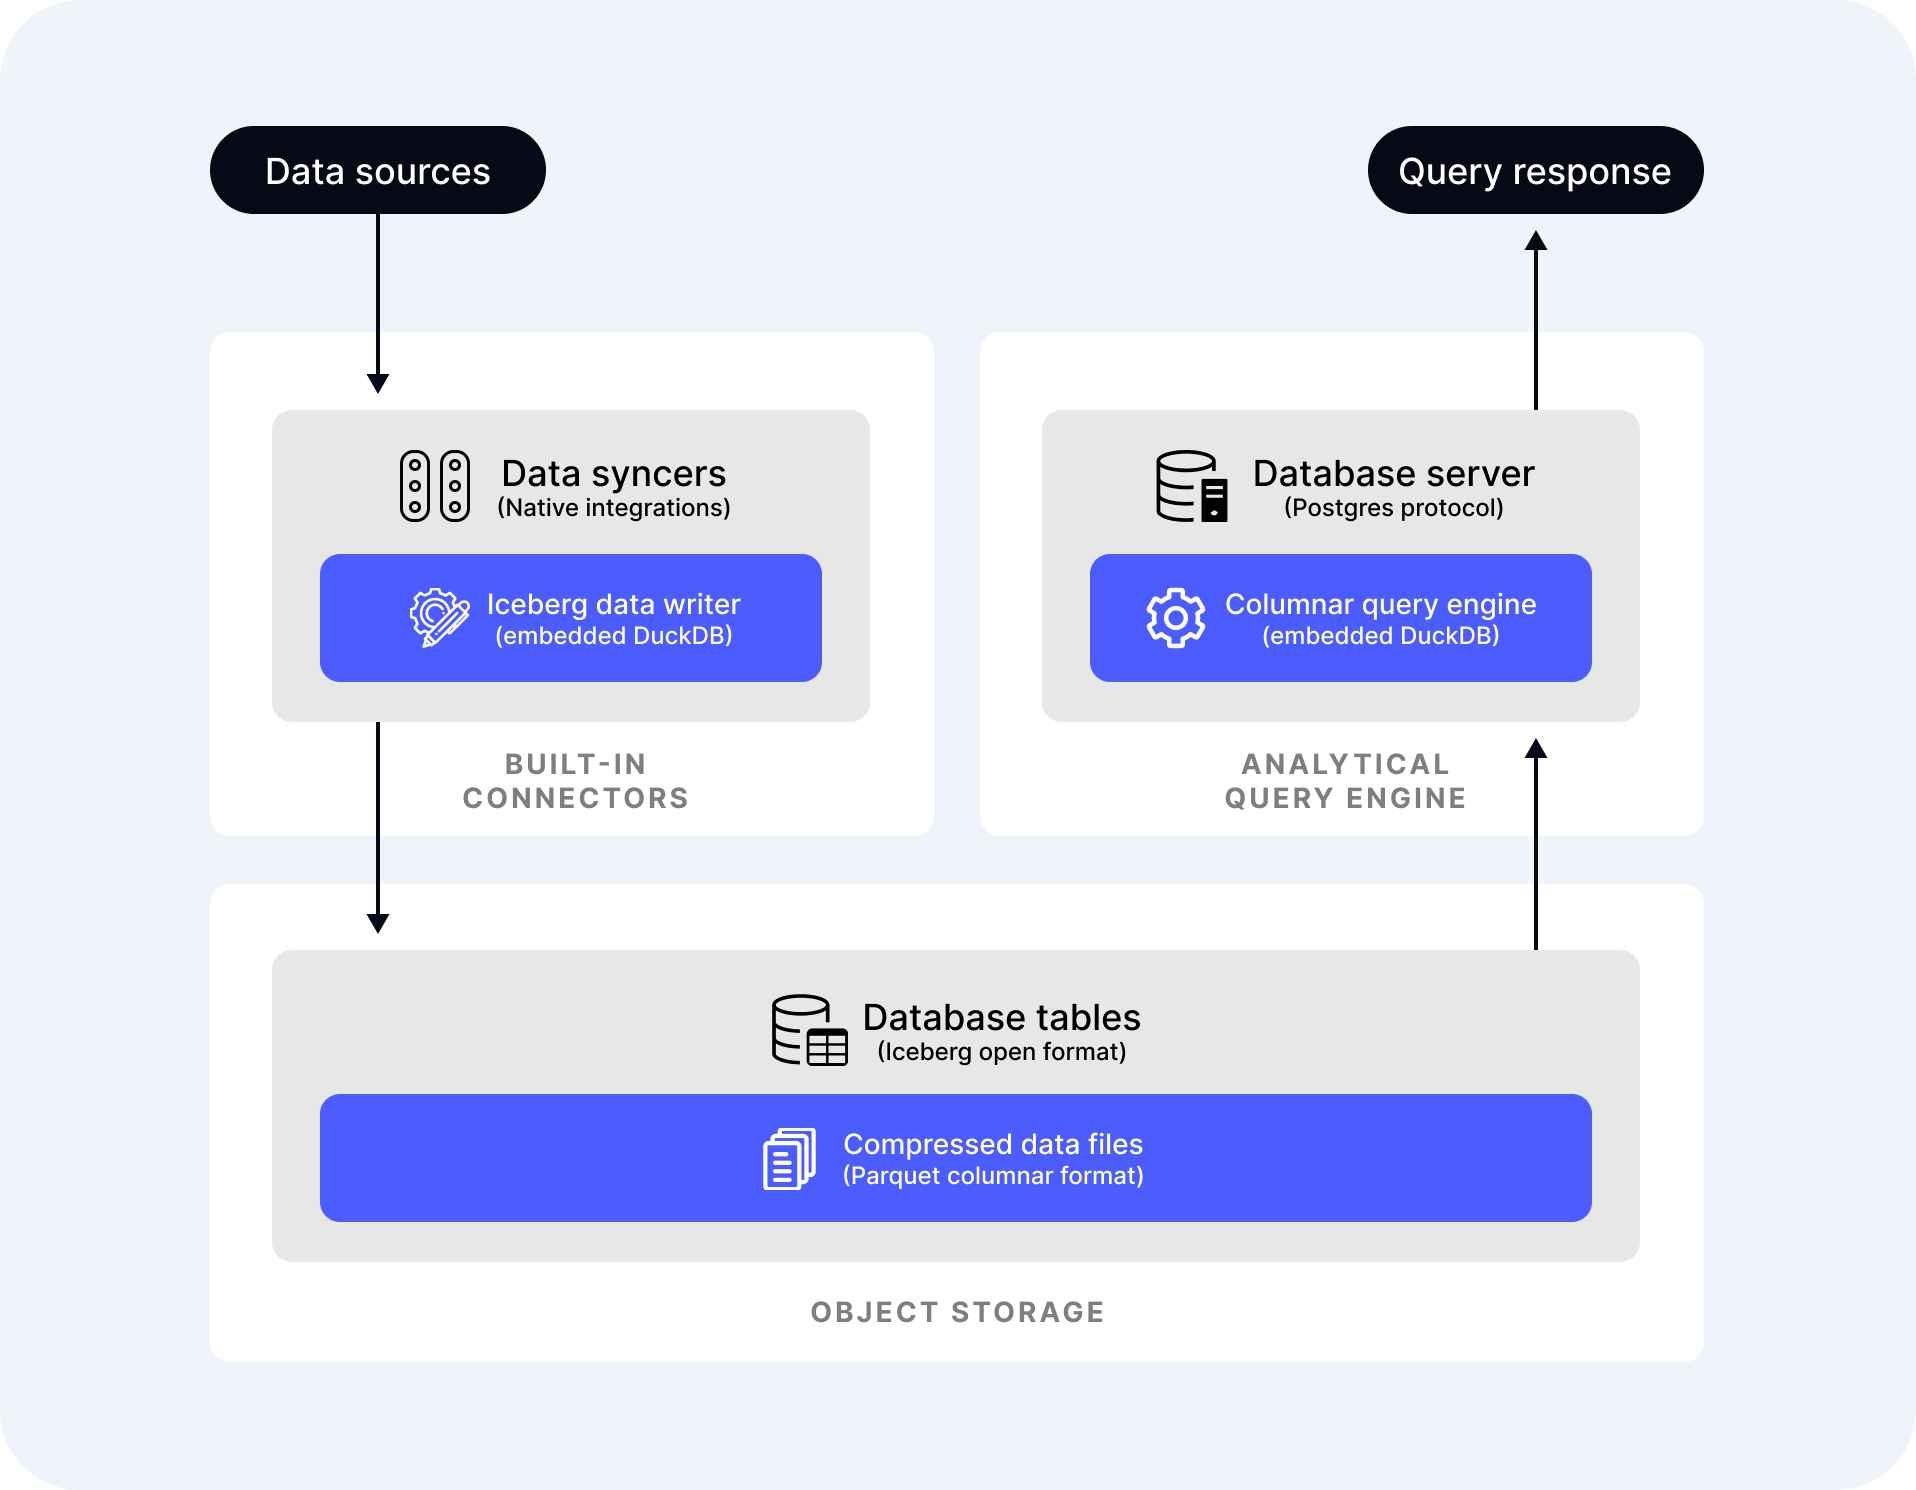 Data sources
Query response
Data syncers
(Native integrations)
Iceberg data writer
(embedded DuckDB)
BUILT-IN
CONNECTORS
Database server
(Postgres protocol)
Columnar query engine
(embedded DuckDB)
ANALYTICAL
QUERY ENGINE
Database tables
(Iceberg open format)
Compressed data files
(Parquet columnar format)
OBJECT STORAGE